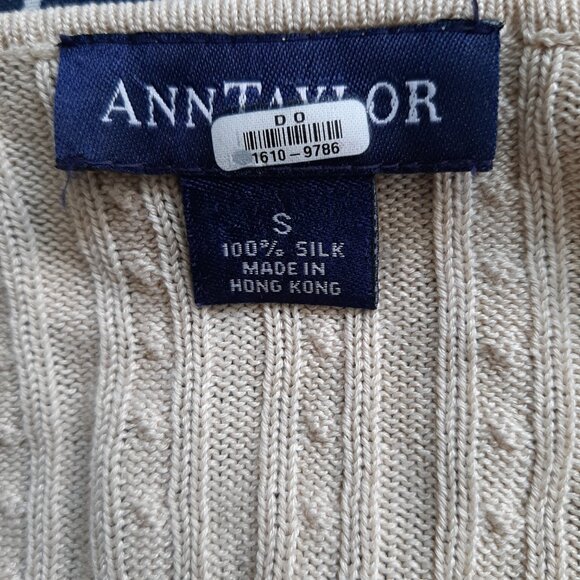 ANNTAYLOR
D O
1610-9786
S
100% SILK
MADE IN
HONG KONG